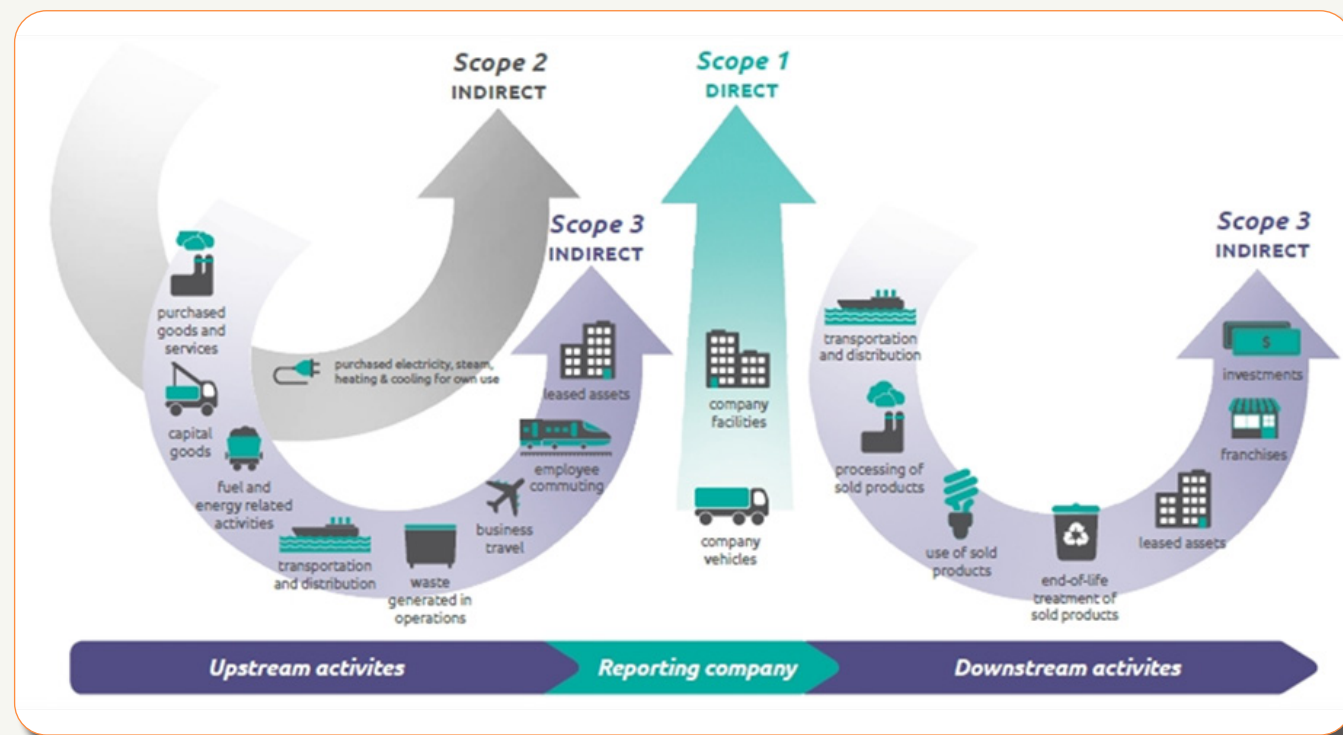 Scope 2
INDIRECT
Scope 1
DIRECT
Scope 3
INDIRECT
Scope 3
INDIRECT
purchased
goods and
services
capital
goods
fuel and
energy related
activities
transportation
and distribution
waste
generated in
operations
business
travel
employee
commuting
leased assets
purchased electricity, steam,
heating & cooling for own use
company
facilities
company
vehicles
transportation
and distribution
processing of
sold products
use of sold
products
end-of-life
treatment of
sold products
leased assets
franchises
$
investments
Upstream activites
Reporting company
Downstream activites